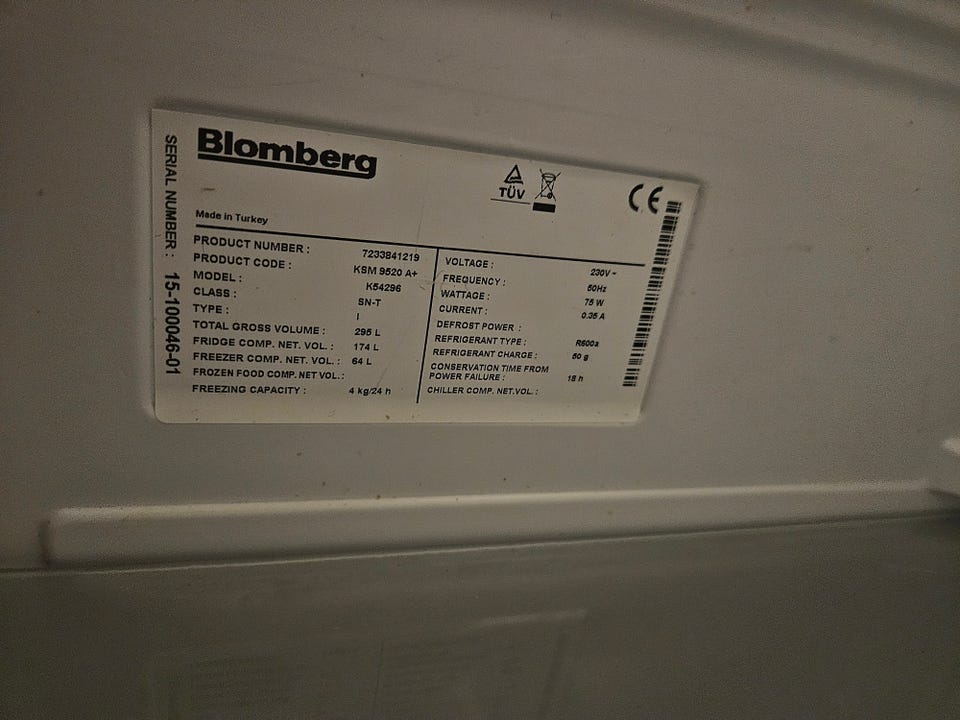 Blomberg
TÜV
CE
Made in Turkey
SERIAL NUMBER : 15-100046-01
PRODUCT NUMBER : 7233841219
PRODUCT CODE : KSM 9520 A+
MODEL : K54296
CLASS : SN-T
TYPE : I
TOTAL GROSS VOLUME : 295 L
FRIDGE COMP. NET. VOL. : 174 L
FREEZER COMP. NET. VOL. : 64 L
FROZEN FOOD COMP. NET VOL. :
FREEZING CAPACITY : 4 kg/24 h
VOLTAGE : 230V ~
FREQUENCY : 50Hz
WATTAGE : 75 W
CURRENT : 0.35 A
DEFROST POWER :
REFRIGERANT TYPE : R600a
REFRIGERANT CHARGE : 50 g
CONSERVATION TIME FROM
POWER FAILURE : 18 h
CHILLER COMP. NET.VOL. :